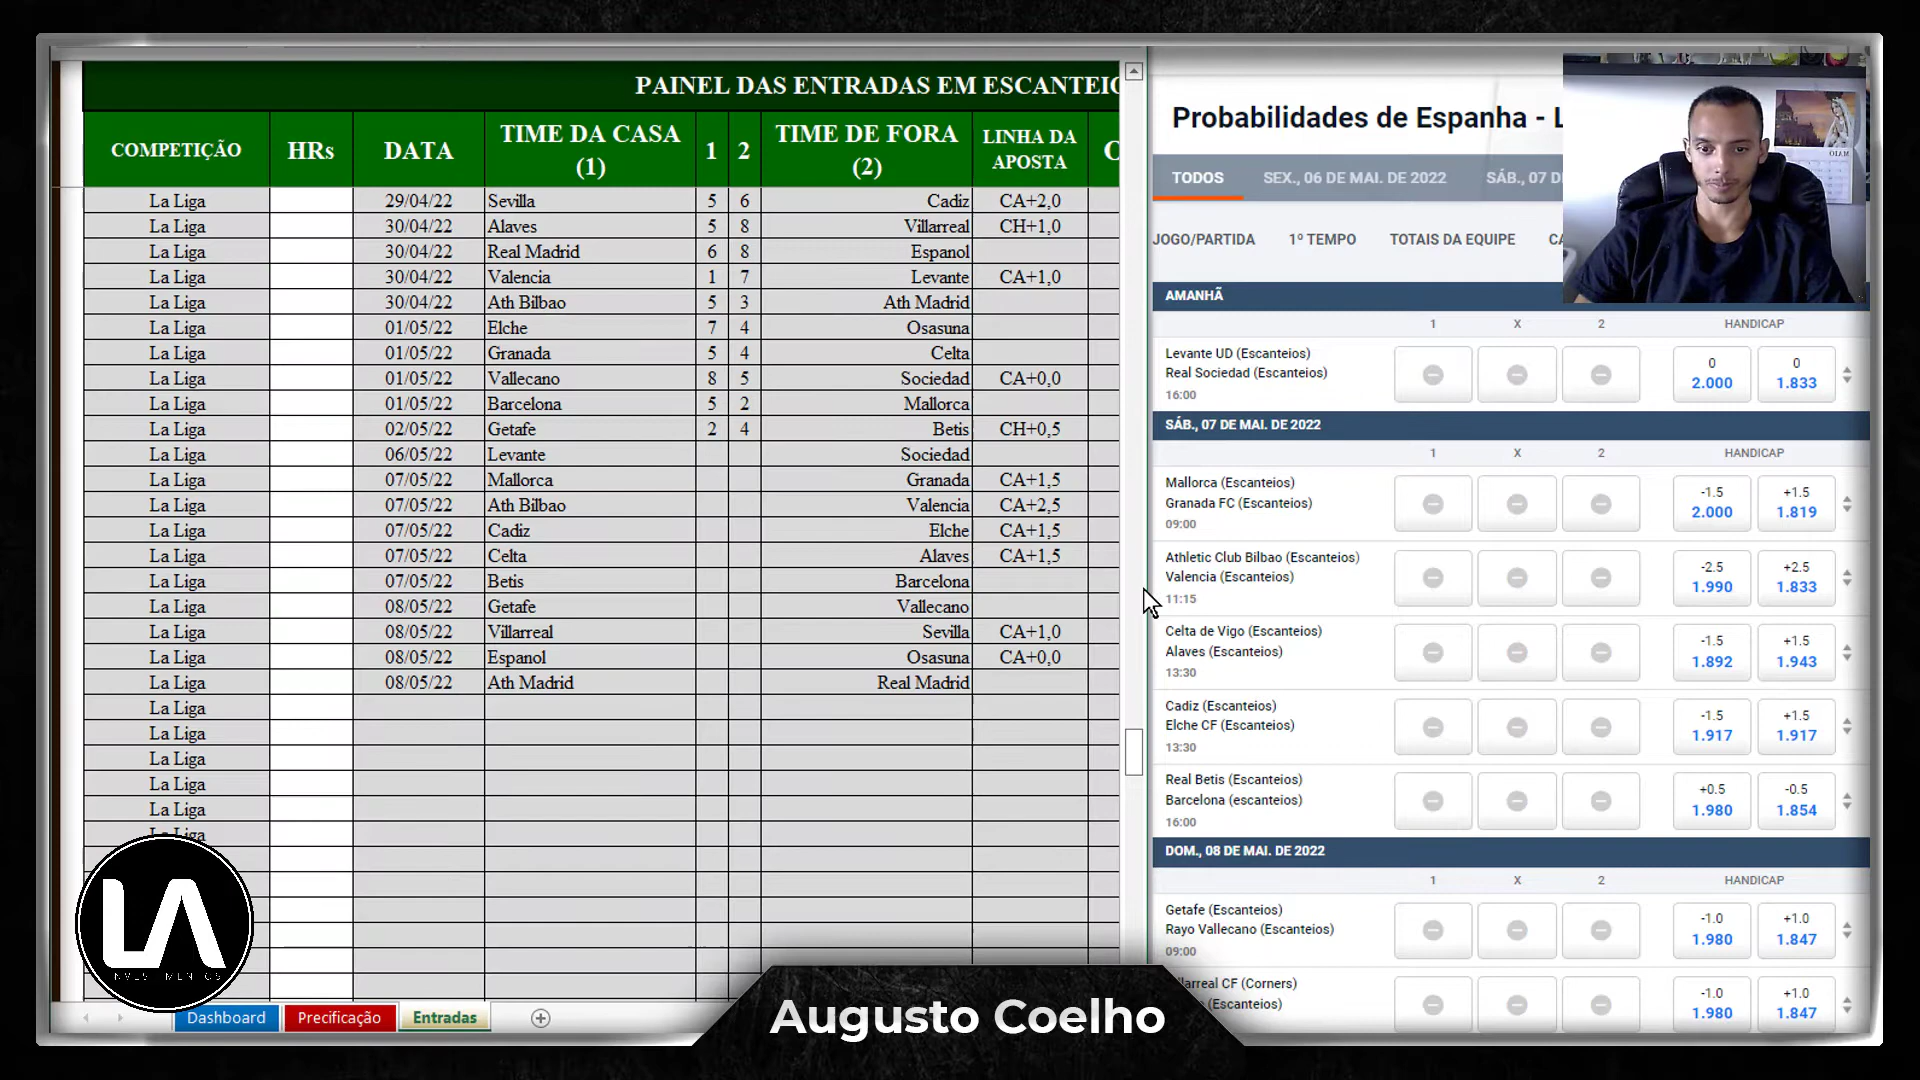 PAINEL DAS ENTRADAS EM ESCANTEIO
COMPETIÇÃO HRs DATA TIME DA CASA (1) 1 2 TIME DE FORA (2) LINHA DA APOSTA
La Liga 29/04/22 Sevilla 5 6 Cadiz CA+2,0
La Liga 30/04/22 Alaves 5 8 Villarreal CH+1,0
La Liga 30/04/22 Real Madrid 6 8 Espanol
La Liga 30/04/22 Valencia 1 7 Levante CA+1,0
La Liga 30/04/22 Ath Bilbao 5 3 Ath Madrid
La Liga 01/05/22 Elche 7 4 Osasuna
La Liga 01/05/22 Granada 5 4 Celta
La Liga 01/05/22 Vallecano 8 5 Sociedad CA+0,0
La Liga 01/05/22 Barcelona 5 2 Mallorca
La Liga 02/05/22 Getafe 2 4 Betis CH+0,5
La Liga 06/05/22 Levante Sociedad
La Liga 07/05/22 Mallorca Granada CA+1,5
La Liga 07/05/22 Ath Bilbao Valencia CA+2,5
La Liga 07/05/22 Cadiz Elche CA+1,5
La Liga 07/05/22 Celta Alaves CA+1,5
La Liga 07/05/22 Betis Barcelona
La Liga 08/05/22 Getafe Vallecano
La Liga 08/05/22 Villarreal Sevilla CA+1,0
La Liga 08/05/22 Espanol Osasuna CA+0,0
La Liga 08/05/22 Ath Madrid Real Madrid
La Liga
La Liga
La Liga
La Liga
La Liga
La Liga
LA
INVESTIMENTOS
Dashboard Precificação Entradas
Probabilidades de Espanha - L
TODOS SEX., 06 DE MAI. DE 2022 SÁB., 07 D
JOGO/PARTIDA 1º TEMPO TOTAIS DA EQUIPE CA
AMANHÃ
1 X 2 HANDICAP
Levante UD (Escanteios) 0 0
Real Sociedad (Escanteios) 2.000 1.833
16:00
SÁB., 07 DE MAI. DE 2022
1 X 2 HANDICAP
Mallorca (Escanteios) -1.5 +1.5
Granada FC (Escanteios) 2.000 1.819
09:00
Athletic Club Bilbao (Escanteios) -2.5 +2.5
Valencia (Escanteios) 1.990 1.833
11:15
Celta de Vigo (Escanteios) -1.5 +1.5
Alaves (Escanteios) 1.892 1.943
13:30
Cadiz (Escanteios) -1.5 +1.5
Elche CF (Escanteios) 1.917 1.917
13:30
Real Betis (Escanteios) +0.5 -0.5
Barcelona (escanteios) 1.980 1.854
16:00
DOM., 08 DE MAI. DE 2022
1 X 2 HANDICAP
Getafe (Escanteios) -1.0 +1.0
Rayo Vallecano (Escanteios) 1.980 1.847
09:00
CF (Corners) -1.0 +1.0
(Escanteios) 1.980 1.847
MAIO
Augusto Coelho